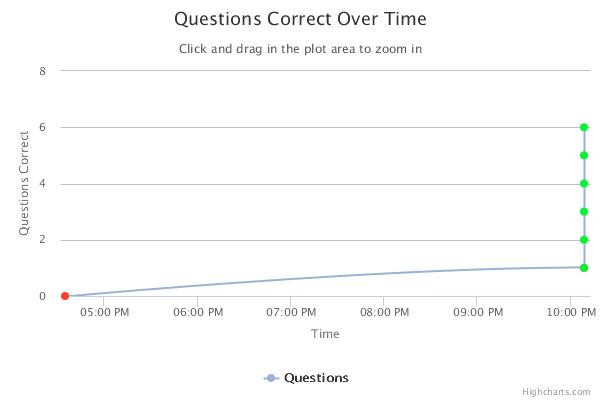 Questions Correct Over Time
Click and drag in the plot area to zoom in
Questions Correct
8
6
4
2
0
05:00 PM 06:00 PM 07:00 PM 08:00 PM 09:00 PM 10:00 PM
Time
Questions
Highcharts.com